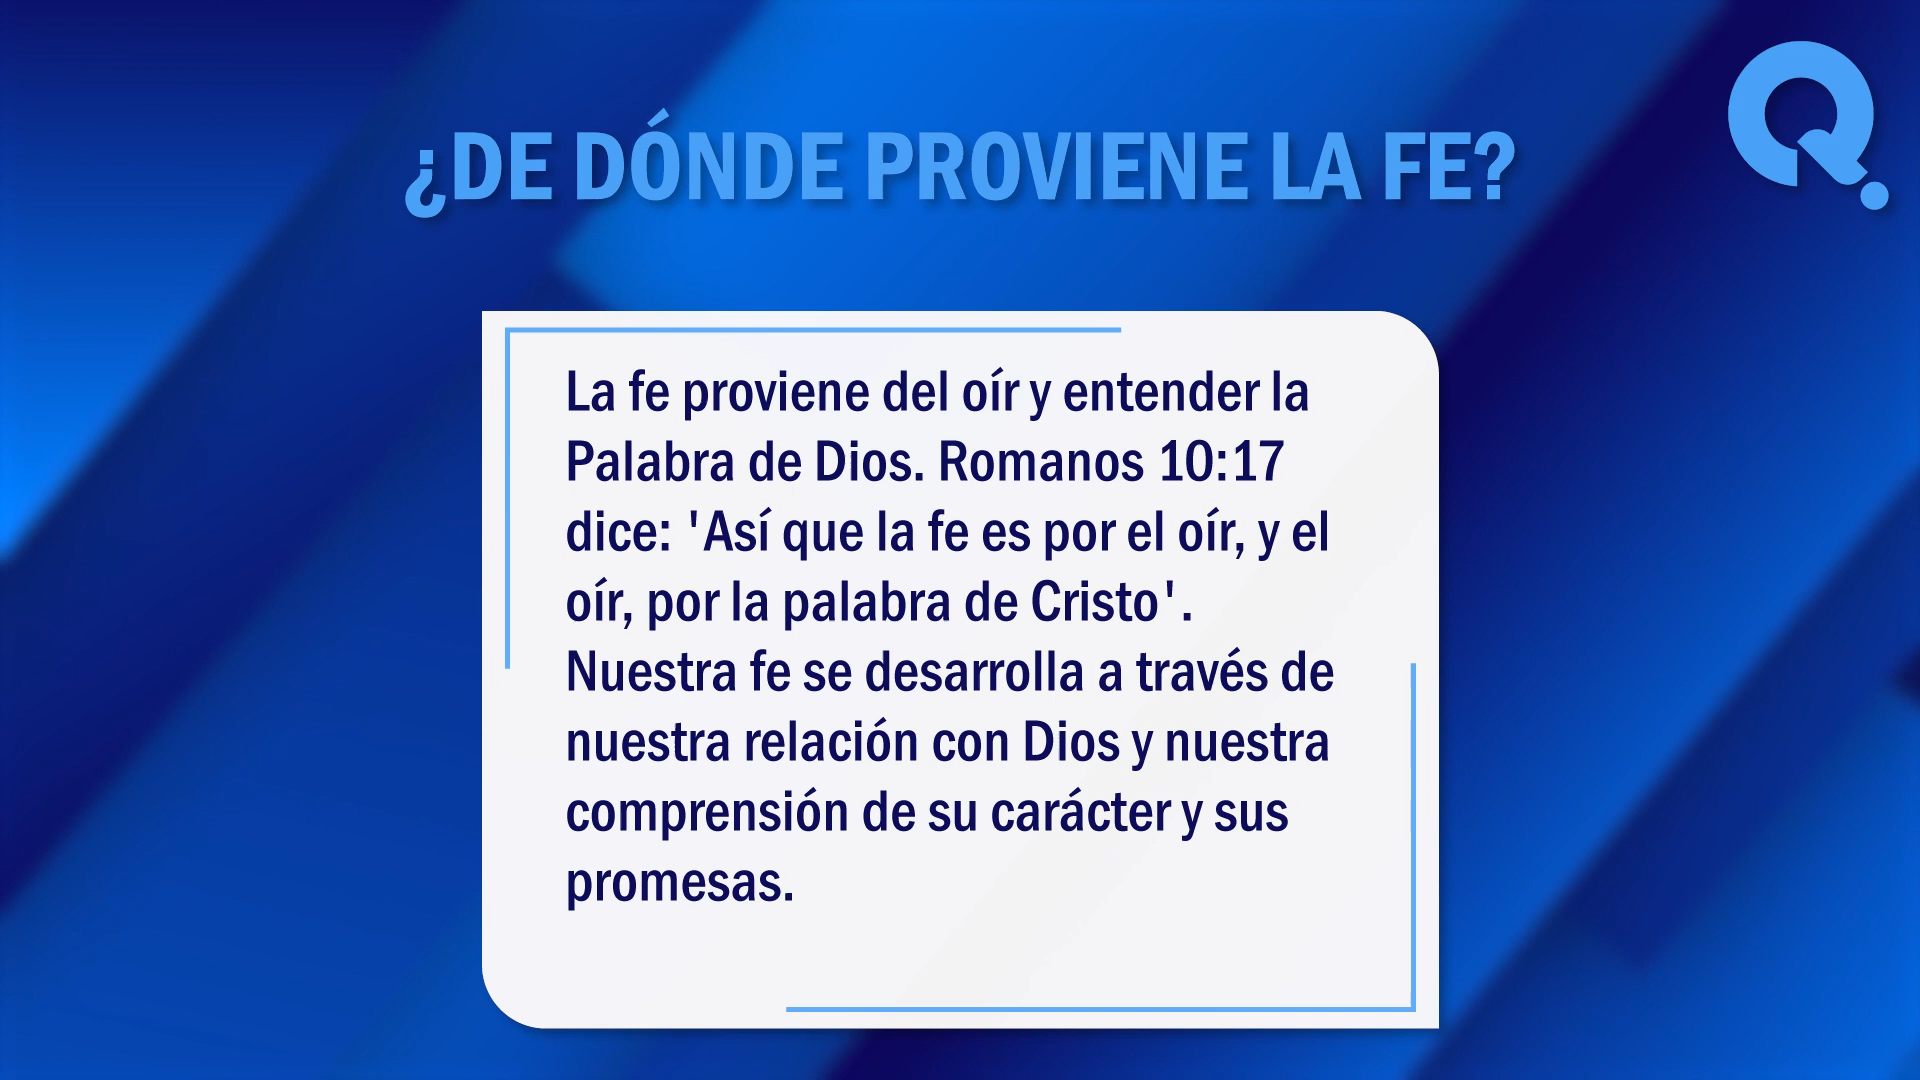 ¿DE DÓNDE PROVIENE LA FE?
La fe proviene del oír y entender la
Palabra de Dios. Romanos 10:17
dice: 'Así que la fe es por el oír, y el
oír, por la palabra de Cristo'.
Nuestra fe se desarrolla a través de
nuestra relación con Dios y nuestra
comprensión de su carácter y sus
promesas.